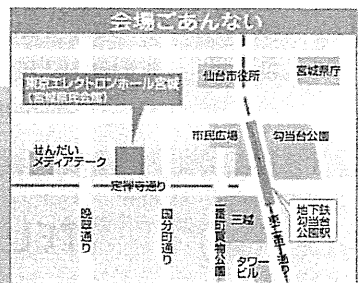 会場ごあんない
仙台市役所
宮城県庁
東京エレクトロンホール宮城
(宮城県民会館)
市民広場
勾当台公園
せんだい
メディアテーク
定禅寺通り
地下鉄
勾当台
公園駅
晩翠通り
国分町通り
一番町買物公園
三越
東二番丁通り
タワー
ビル